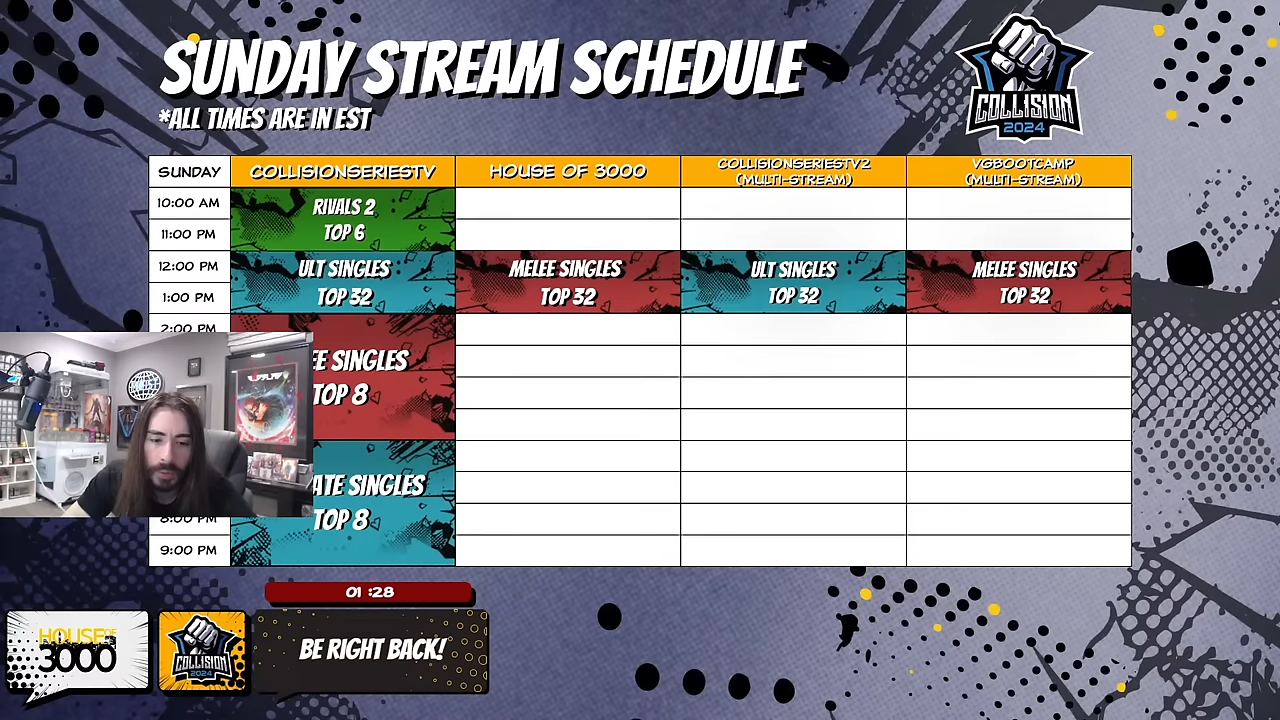 SUNDAY STREAM SCHEDULE
*ALL TIMES ARE IN EST
COLLISION
2024
SUNDAY
COLLISIONSERIESTV
HOUSE OF 3000
COLLISIONSERIESTV2
(MULTI-STREAM)
VGBOOTCAMP
(MULTI-STREAM)
10:00 AM
RIVALS 2
11:00 PM
TOP 6
12:00 PM
ULT SINGLES
MELEE SINGLES
ULT SINGLES
MELEE SINGLES
1:00 PM
TOP 32
TOP 32
TOP 32
TOP 32
2:00 PM
EE SINGLES
TOP 8
ATE SINGLES
8:00 PM
TOP 8
9:00 PM
01 :28
HOUSE OF
3000
COLLISION
2024
BE RIGHT BACK!